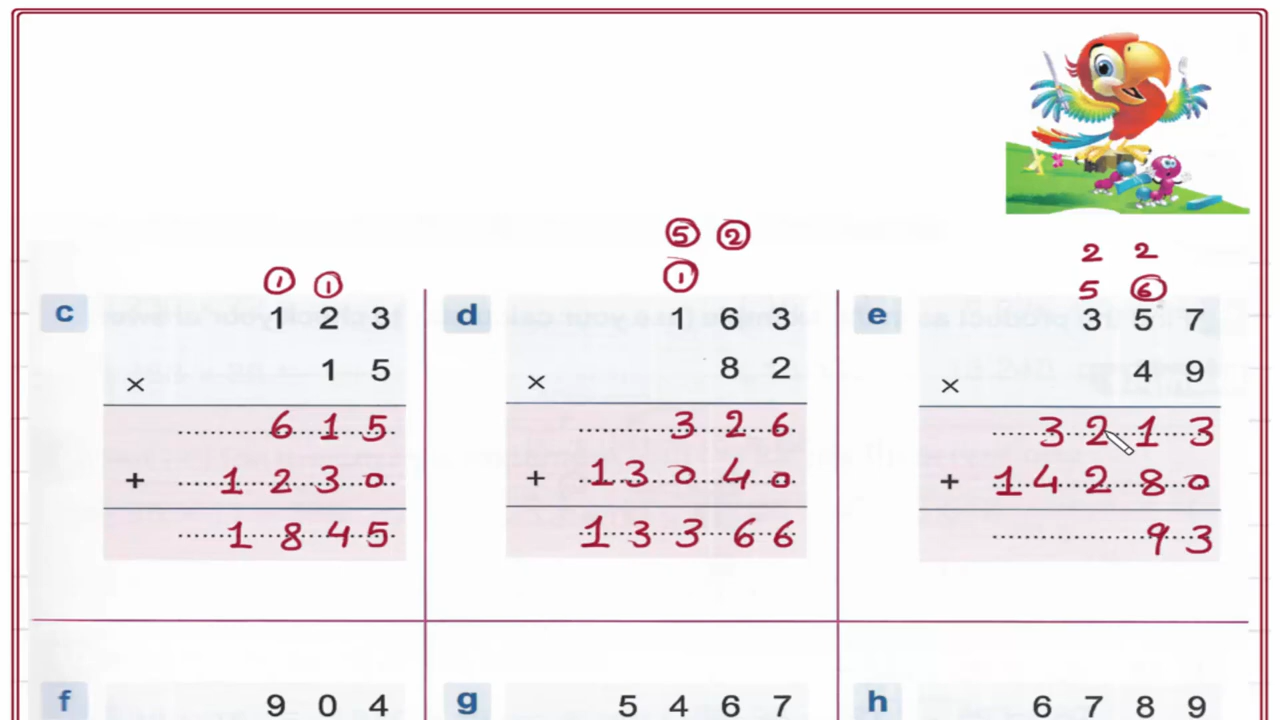 c
① ①
1 2 3
× 1 5
6 1 5
+ 1 2 3 0
1 8 4 5
d
⑤ ②
①
1 6 3
× 8 2
3 2 6
+ 1 3 0 4 0
1 3 3 6 6
e
2 2
5 ⑥
3 5 7
× 4 9
3 2 1 3
+ 1 4 2 8 0
9 3
f 9 0 4
g 5 4 6 7
h 6 7 8 9